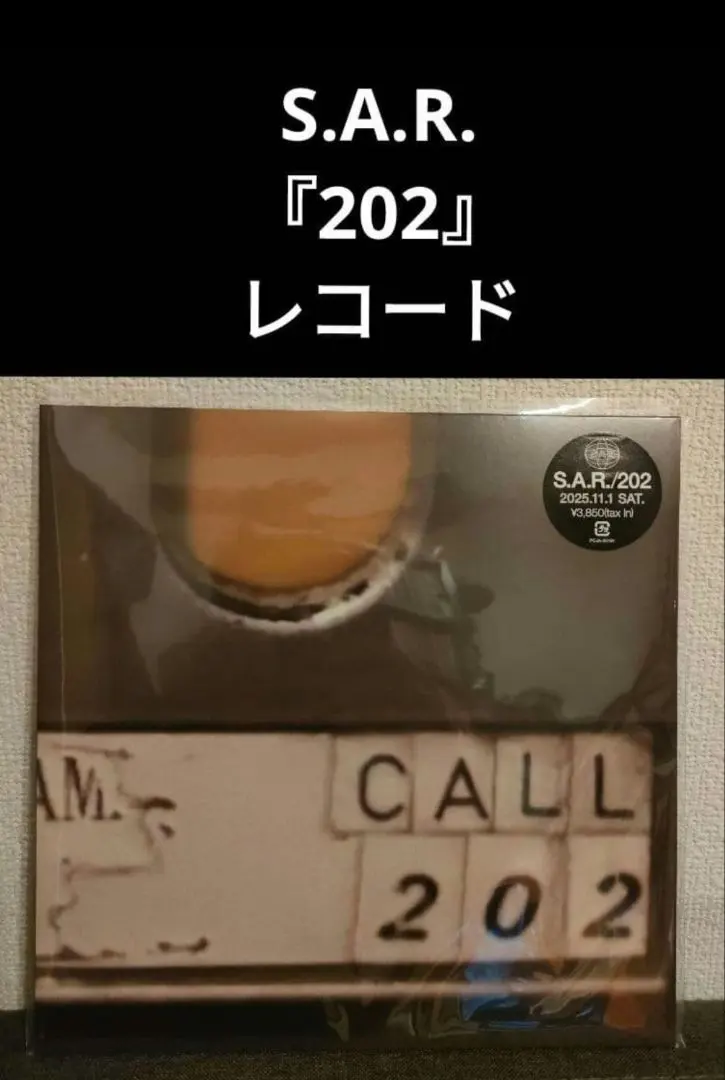 S.A.R.
『202』
レコード
S.A.R./202
2025.11.1 SAT.
¥3,850(tax in)
AM.
CALL
202